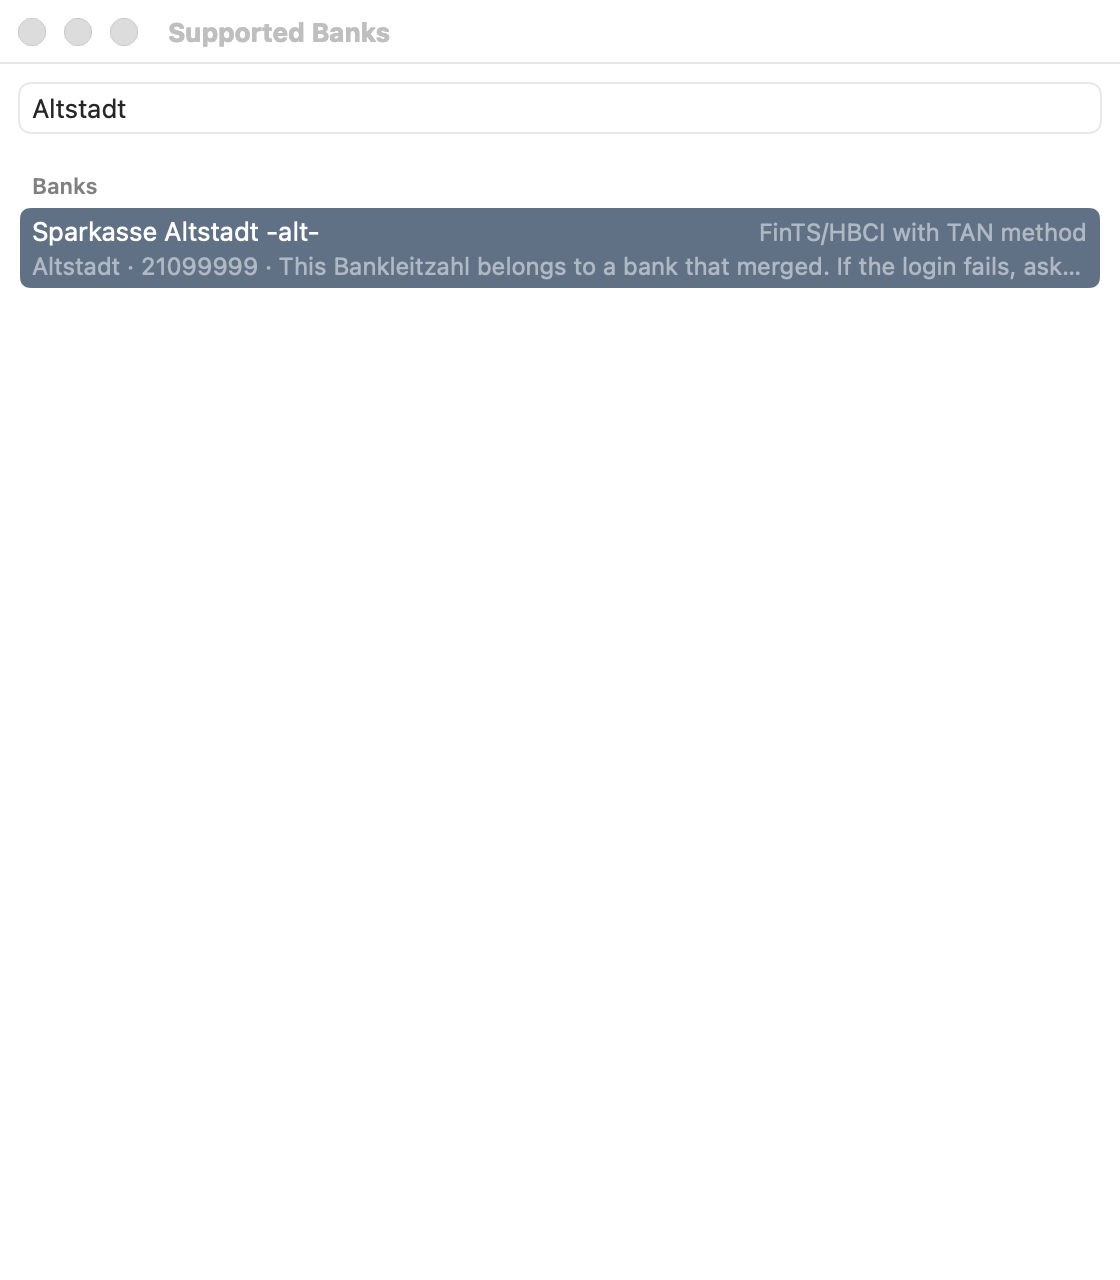 Supported Banks
Altstadt
Banks
Sparkasse Altstadt -alt- FinTS/HBCI with TAN method
Altstadt · 21099999 · This Bankleitzahl belongs to a bank that merged. If the login fails, ask...